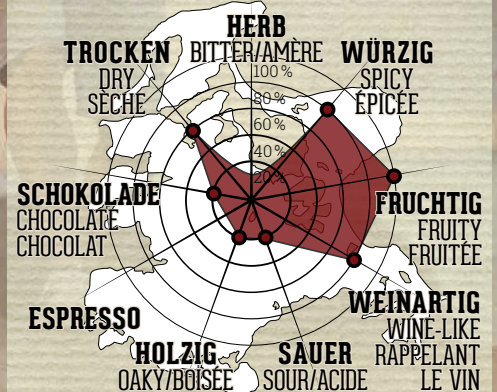 HERB
BITTER/AMÈRE
TROCKEN
DRY
SÈCHE
WÜRZIG
SPICY
ÉPICÉE
100%
80%
60%
40%
20%
SCHOKOLADE
CHOCOLATE
CHOCOLAT
FRUCHTIG
FRUITY
FRUITÉE
ESPRESSO
WEINARTIG
WINE-LIKE
RAPPELANT
LE VIN
HOLZIG
OAKY/BOISÉE
SAUER
SOUR/ACIDE